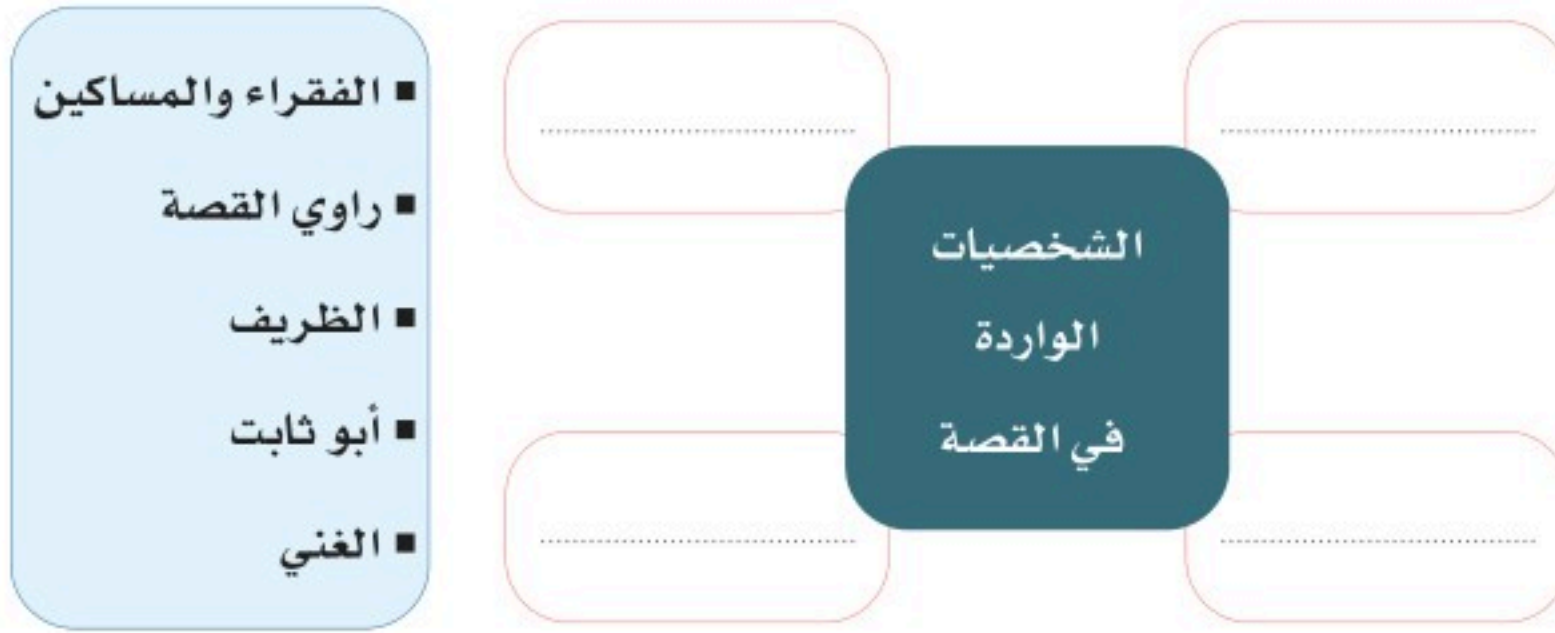 الشخصيات
الواردة
في القصة
▪ الفقراء والمساكين
▪ راوي القصة
▪ الظريف
▪ أبو ثابت
▪ الغني